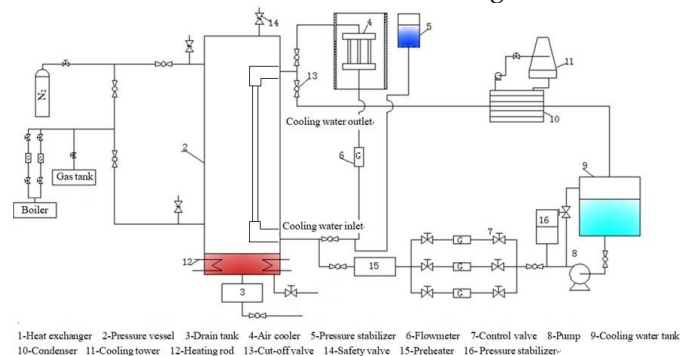 14
4
5
11
N₂
13
10
Cooling water outlet
2
6
G
9
Gas tank
Boiler
Cooling water inlet
7
16
G
12
8
15
G
3
G
1-Heat exchanger 2-Pressure vessel 3-Drain tank 4-Air cooler 5-Pressure stabilizer 6-Flowmeter 7-Control valve 8-Pump 9-Cooling water tank
10-Condenser 11-Cooling tower 12-Heating rod 13-Cut-off valve 14-Safety valve 15-Preheater 16- Pressure stabilizer